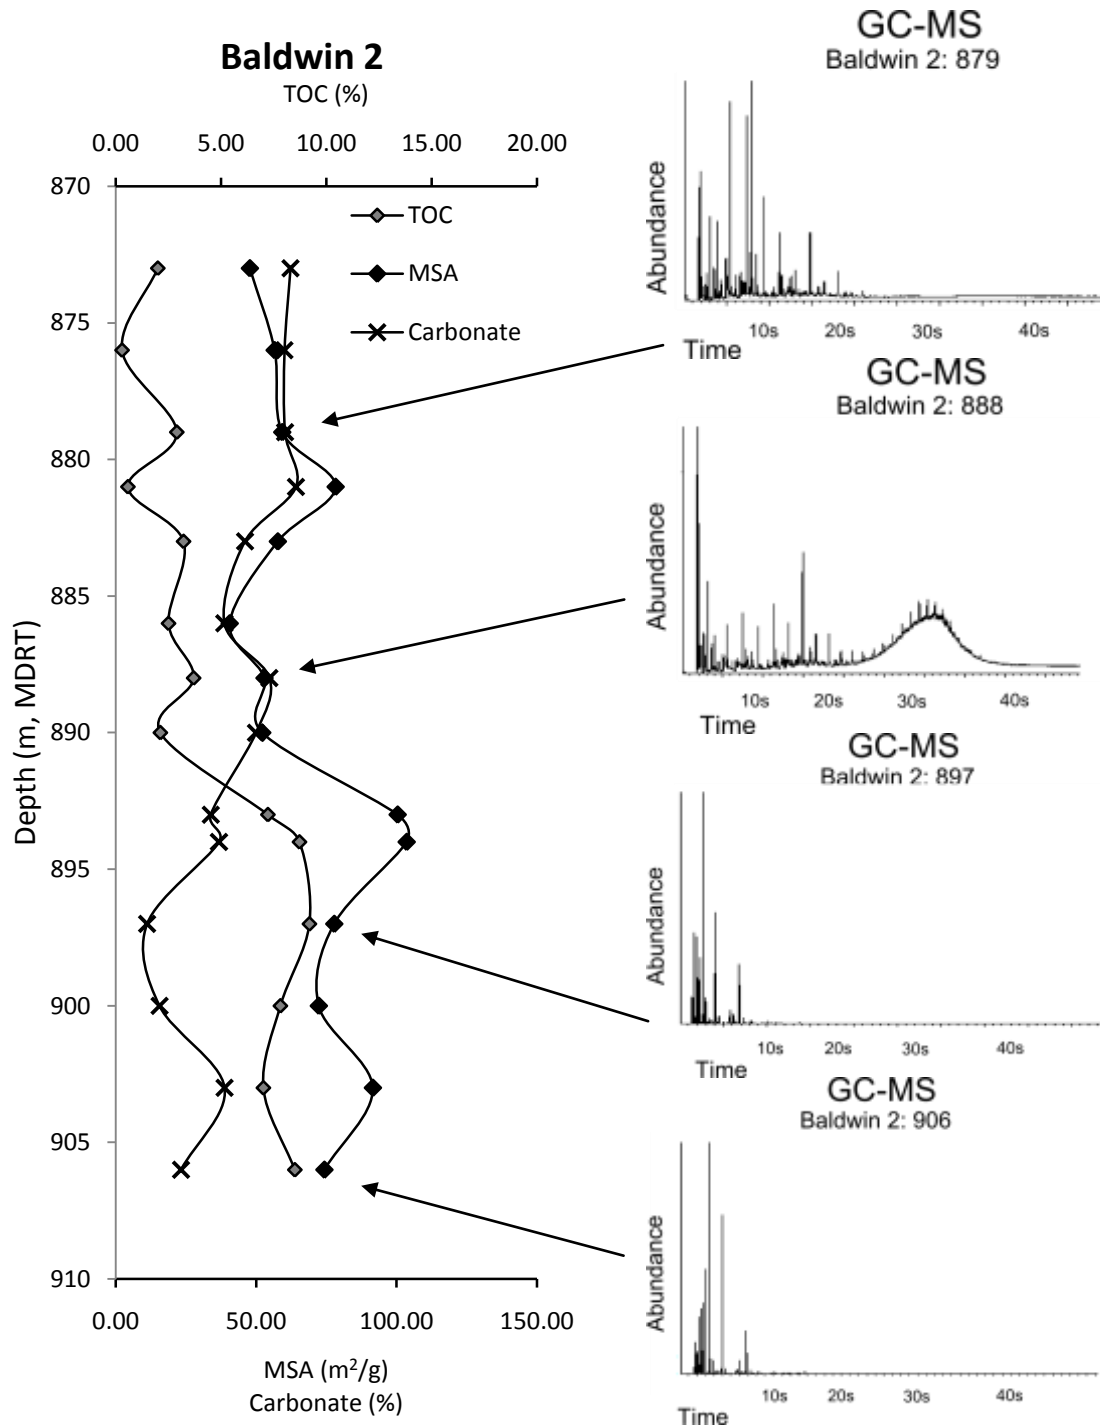 Baldwin 2
TOC (%)
0.00 5.00 10.00 15.00 20.00
870
875
880
885
890
895
900
905
910
Depth (m, MDRT)
TOC
MSA
Carbonate
0.00 50.00 100.00 150.00
MSA (m²/g)
Carbonate (%)
GC-MS
Baldwin 2: 879
Abundance
10s 20s 30s 40s
Time
GC-MS
Baldwin 2: 888
Abundance
10s 20s 30s 40s
Time
GC-MS
Baldwin 2: 897
Abundance
10s 20s 30s 40s
Time
GC-MS
Baldwin 2: 906
Abundance
10s 20s 30s 40s
Time